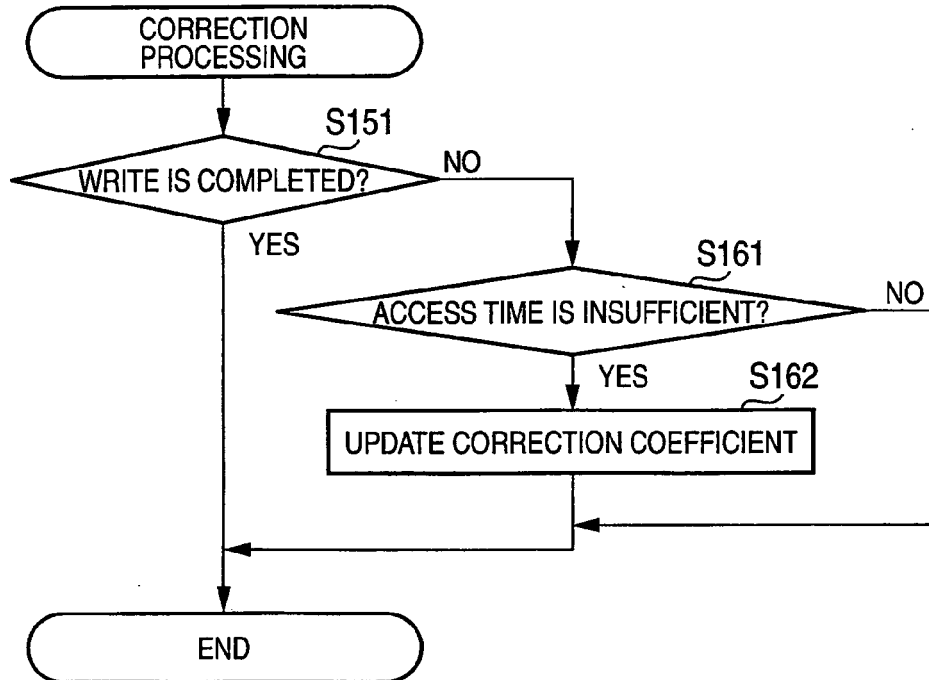 CORRECTION
PROCESSING
S151
WRITE IS COMPLETED?
NO
YES
S161
ACCESS TIME IS INSUFFICIENT?
NO
YES
S162
UPDATE CORRECTION COEFFICIENT
END